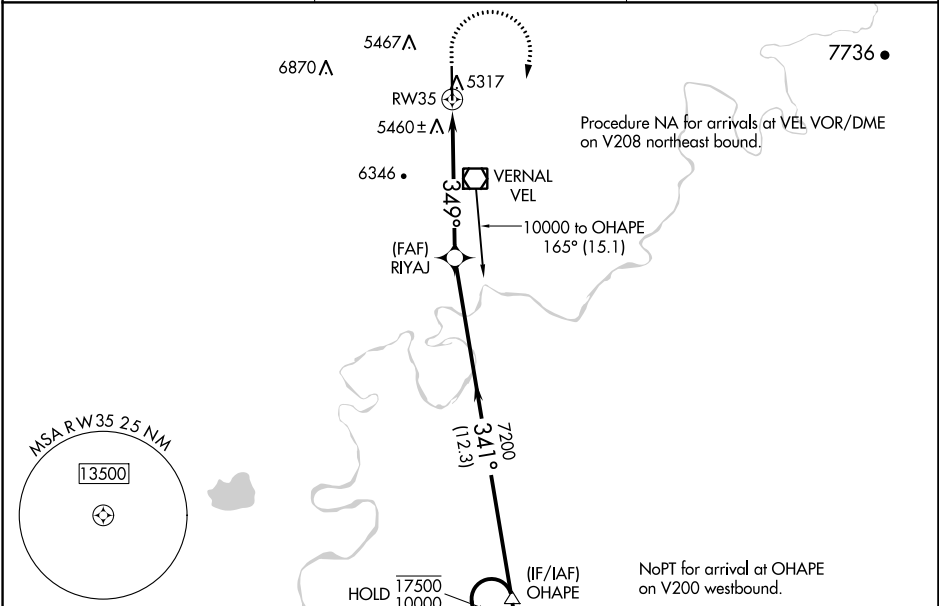 5467
6870
7736
5317
RW35
5460±
Procedure NA for arrivals at VEL VOR/DME
on V208 northeast bound.
6346
VERNAL
VEL
349°
10000 to OHAPE
165° (15.1)
(FAF)
RIYAJ
7200
341°
(12.3)
MSA RW35 25 NM
13500
(IF/IAF)
OHAPE
HOLD
17500
10000
NoPT for arrival at OHAPE
on V200 westbound.